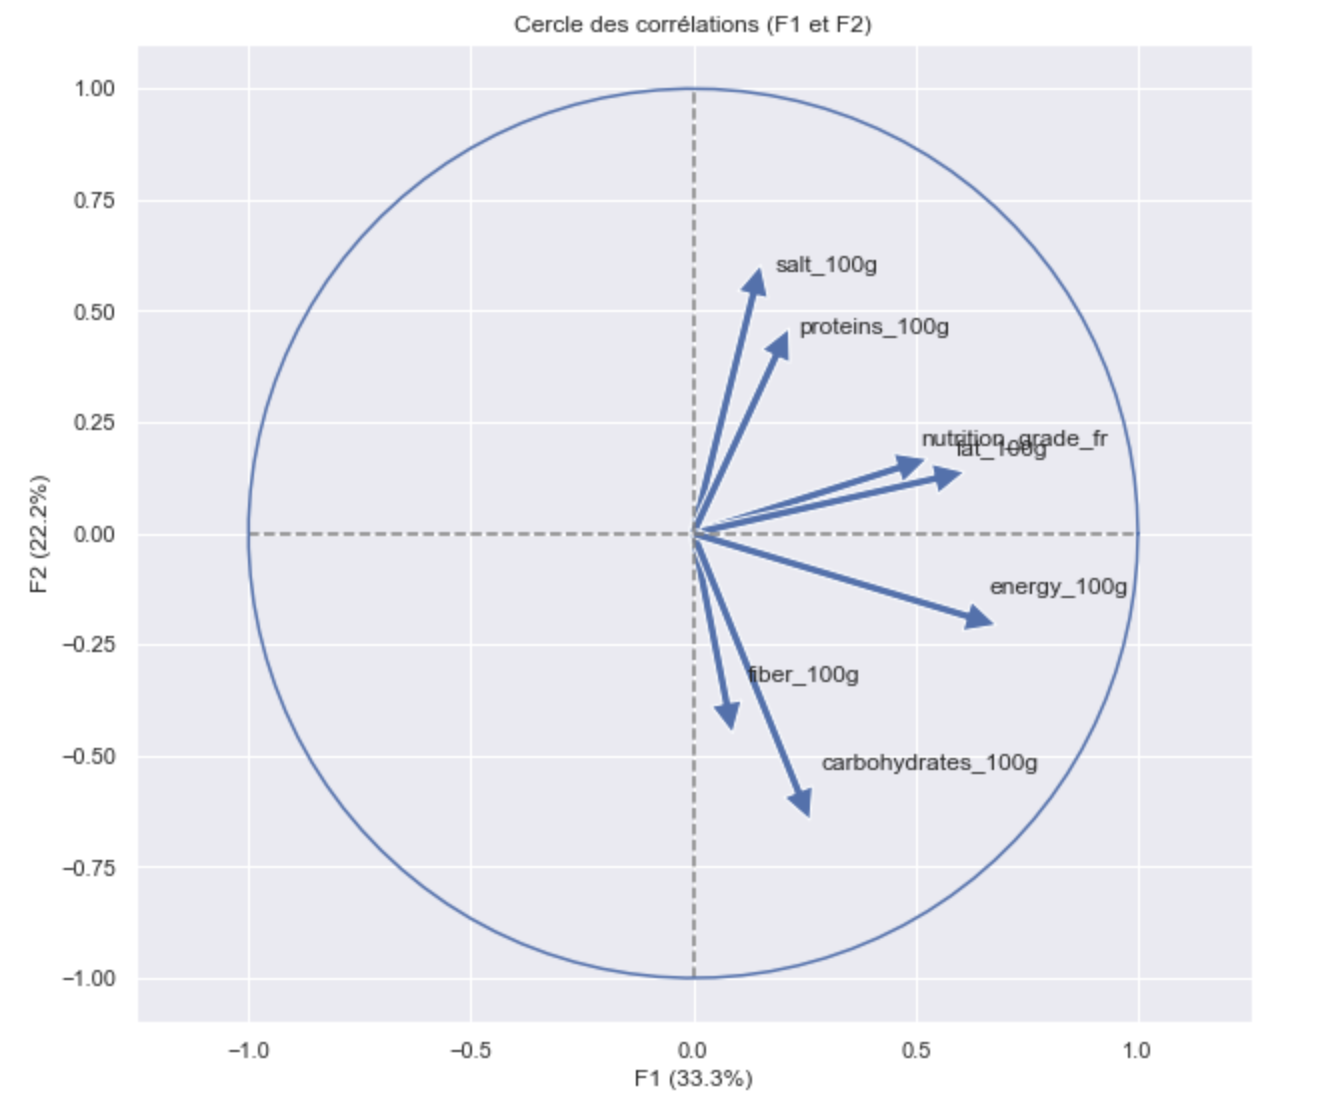 Cercle des corrélations (F1 et F2)
1.00
0.75
0.50
0.25
0.00
−0.25
−0.50
−0.75
−1.00
F2 (22.2%)
salt_100g
proteins_100g
nutrition_grade_fr
fat_100g
energy_100g
fiber_100g
carbohydrates_100g
−1.0
−0.5
0.0
0.5
1.0
F1 (33.3%)